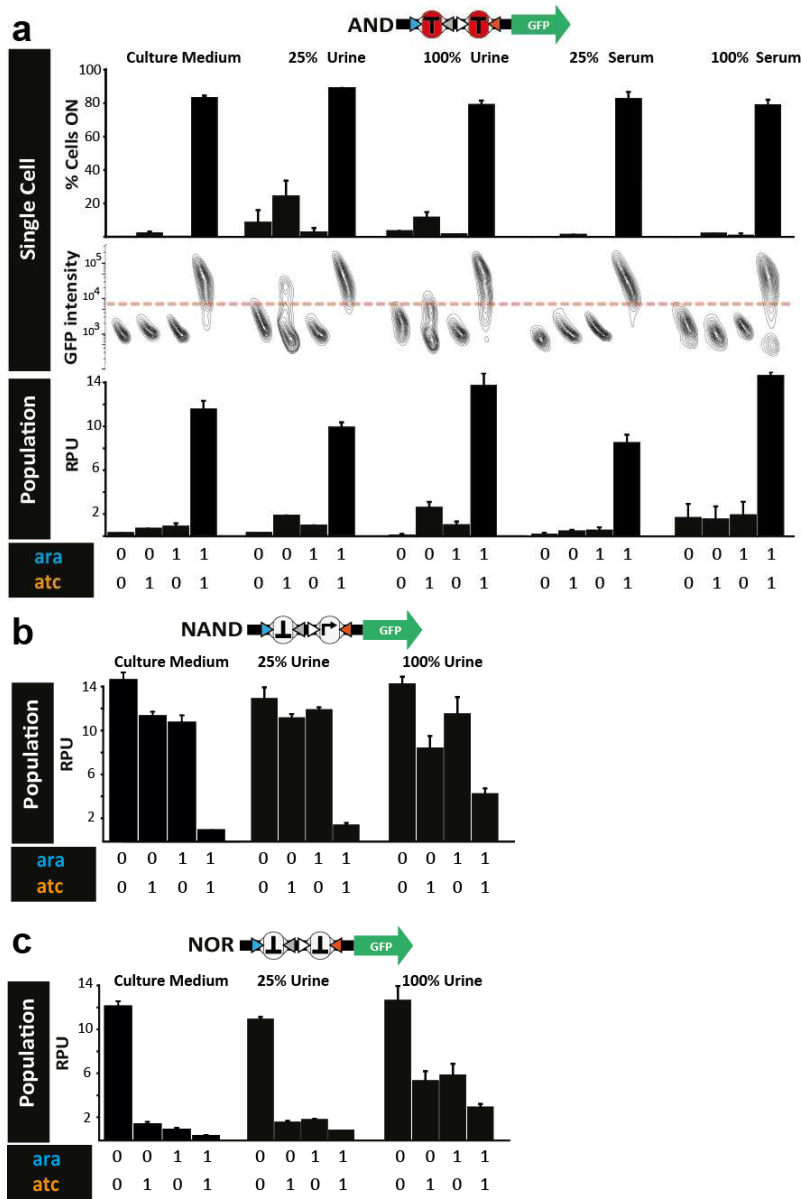 a
AND T T GFP
Culture Medium 25% Urine 100% Urine 25% Serum 100% Serum
Single Cell
% Cells ON
100
80
60
40
20
GFP intensity
10⁵
10⁴
10³
Population
RPU
14
10
6
2
ara 0 0 1 1 0 0 1 1 0 0 1 1 0 0 1 1 0 0 1 1
atc 0 1 0 1 0 1 0 1 0 1 0 1 0 1 0 1 0 1 0 1
b
NAND GFP
Culture Medium 25% Urine 100% Urine
Population
RPU
14
10
6
2
ara 0 0 1 1 0 0 1 1 0 0 1 1
atc 0 1 0 1 0 1 0 1 0 1 0 1
c
NOR GFP
Culture Medium 25% Urine 100% Urine
Population
RPU
14
10
6
2
ara 0 0 1 1 0 0 1 1 0 0 1 1
atc 0 1 0 1 0 1 0 1 0 1 0 1